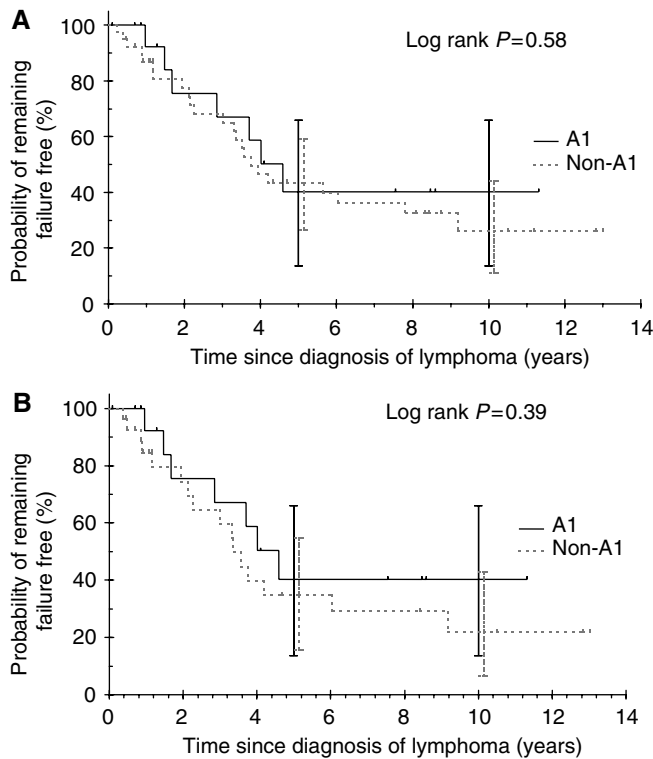 A
Log rank P=0.58
Probability of remaining
failure free (%)
100
80
60
40
20
0
A1
Non-A1
0 2 4 6 8 10 12 14
Time since diagnosis of lymphoma (years)
B
Log rank P=0.39
Probability of remaining
failure free (%)
100
80
60
40
20
0
A1
Non-A1
0 2 4 6 8 10 12 14
Time since diagnosis of lymphoma (years)